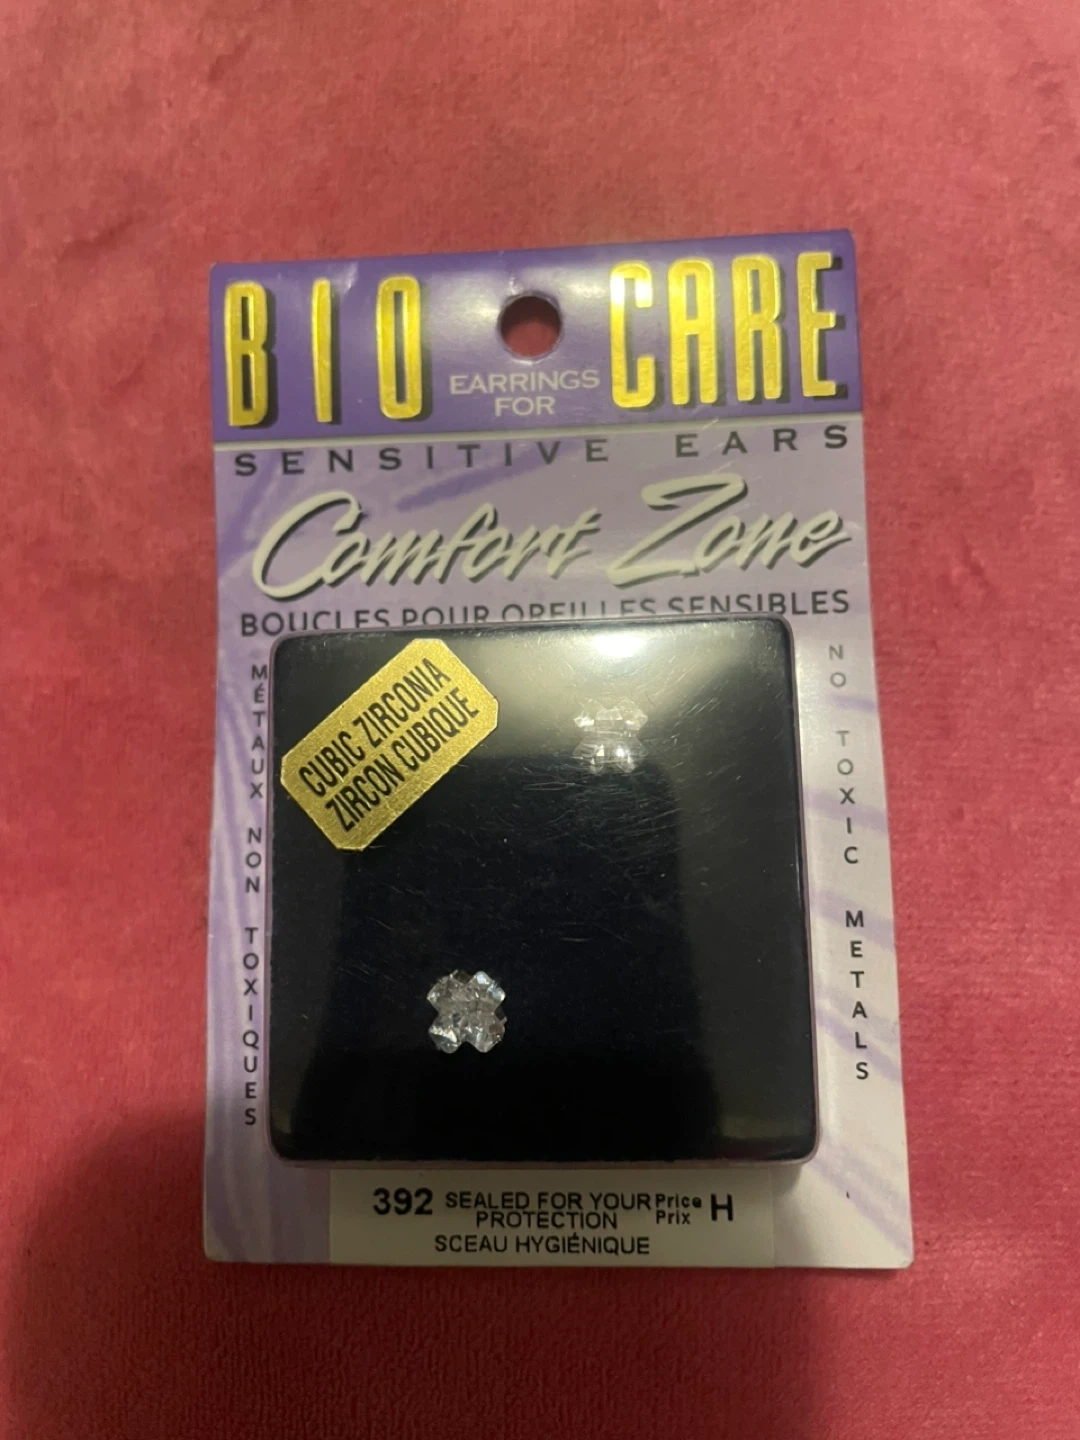 BIO CARE
EARRINGS
FOR
SENSITIVE EARS
Comfort Zone
BOUCLES POUR OREILLES SENSIBLES
MÉTAUX NON TOXIQUES
CUBIC ZIRCONIA
ZIRCON CUBIQUE
NO TOXIC METALS
392 SEALED FOR YOUR Price H
PROTECTION Prix
SCEAU HYGIÉNIQUE